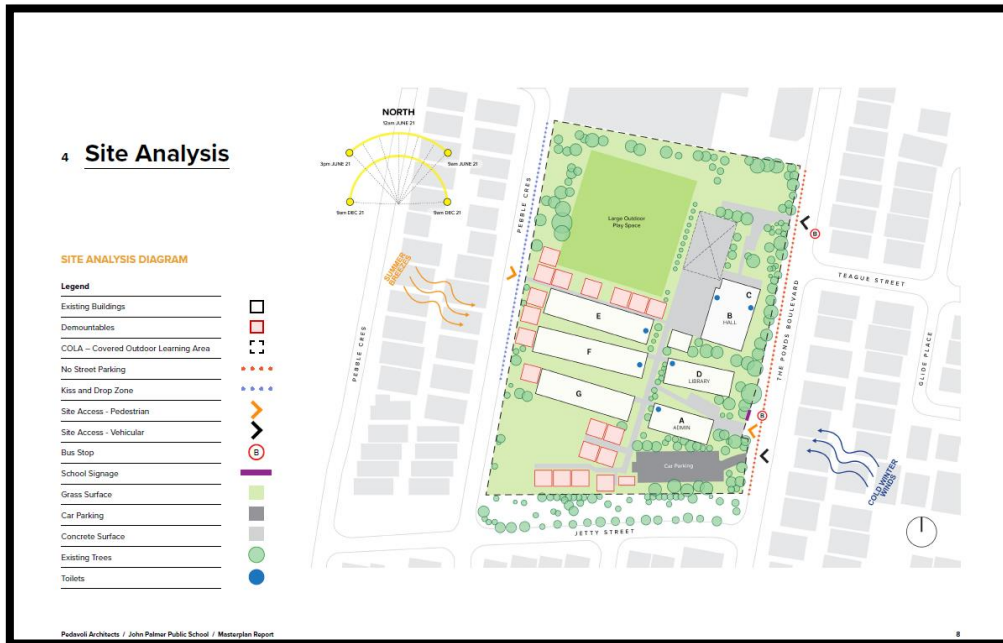 4 Site Analysis
NORTH
12am JUNE 21
3pm JUNE 21
9am JUNE 21
9am DEC 21
9am DEC 21
SITE ANALYSIS DIAGRAM
Legend
Existing Buildings
Demountables
COLA – Covered Outdoor Learning Area
No Street Parking
Kiss and Drop Zone
Site Access - Pedestrian
Site Access - Vehicular
Bus Stop
B
School Signage
Grass Surface
Car Parking
Concrete Surface
Existing Trees
Toilets
SUMMER
BREEZES
PEBBLE CRES
PEBBLE CRES
Large Outdoor
Play Space
B
TEAGUE STREET
THE PONDS BOULEVARD
GLIDE PLACE
C
B
HALL
E
F
D
LIBRARY
G
A
ADMIN
B
Car Parking
COLD WINTER
WINDS
JETTY STREET
Pedavoli Architects / John Palmer Public School / Masterplan Report
8